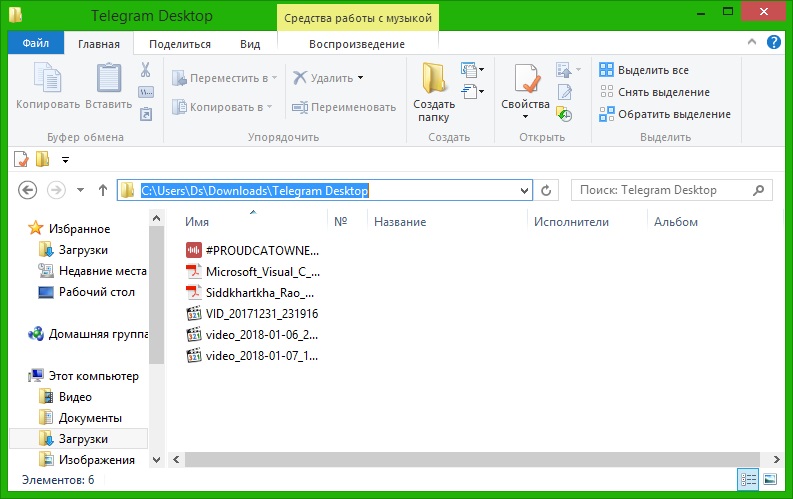 Telegram Desktop
Средства работы с музыкой
Файл Главная Поделиться Вид Воспроизведение
Копировать Вставить
Переместить в
Копировать в
Удалить
Переименовать
Создать папку
Свойства
Выделить все
Снять выделение
Обратить выделение
Буфер обмена Упорядочить Создать Открыть Выделить
C:\Users\Ds\Downloads\Telegram Desktop
Поиск: Telegram Desktop
Имя № Название Исполнители Альбом
Избранное
Загрузки
Недавние места
Рабочий стол
Домашняя группа
Этот компьютер
Видео
Документы
Загрузки
Изображения
#PROUDCATOWNE...
Microsoft_Visual_C_...
Siddkhartkha_Rao_...
VID_20171231_231916
video_2018-01-06_2...
video_2018-01-07_1...
Элементов: 6